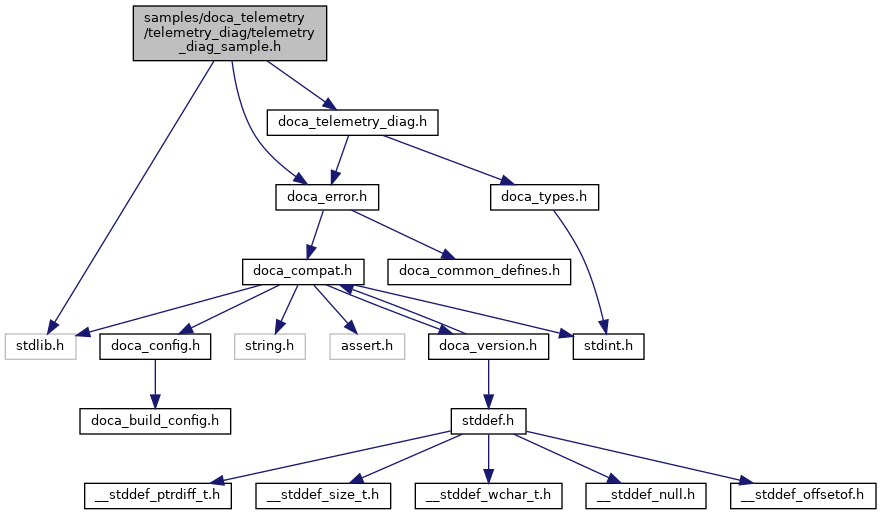 samples/doca_telemetry
/telemetry_diag/telemetry
_diag_sample.h
doca_telemetry_diag.h
doca_error.h
doca_types.h
doca_compat.h
doca_common_defines.h
stdlib.h
doca_config.h
string.h
assert.h
doca_version.h
stdint.h
doca_build_config.h
stddef.h
__stddef_ptrdiff_t.h
__stddef_size_t.h
__stddef_wchar_t.h
__stddef_null.h
__stddef_offsetof.h